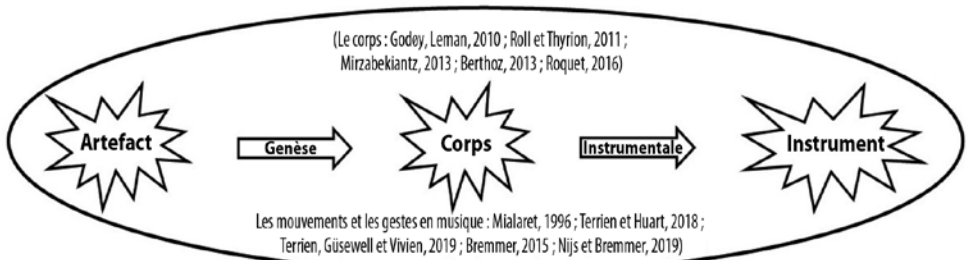 (Le corps : Godøy, Leman, 2010 ; Roll et Thyrion, 2011 ;
Mirzabekiantz, 2013 ; Berthoz, 2013 ; Roquet, 2016)
Artefact
Genèse
Corps
Instrumentale
Instrument
Les mouvements et les gestes en musique : Mialaret, 1996 ; Terrien et Huart, 2018 ;
Terrien, Güsewell et Vivien, 2019 ; Bremmer, 2015 ; Nijs et Bremmer, 2019)